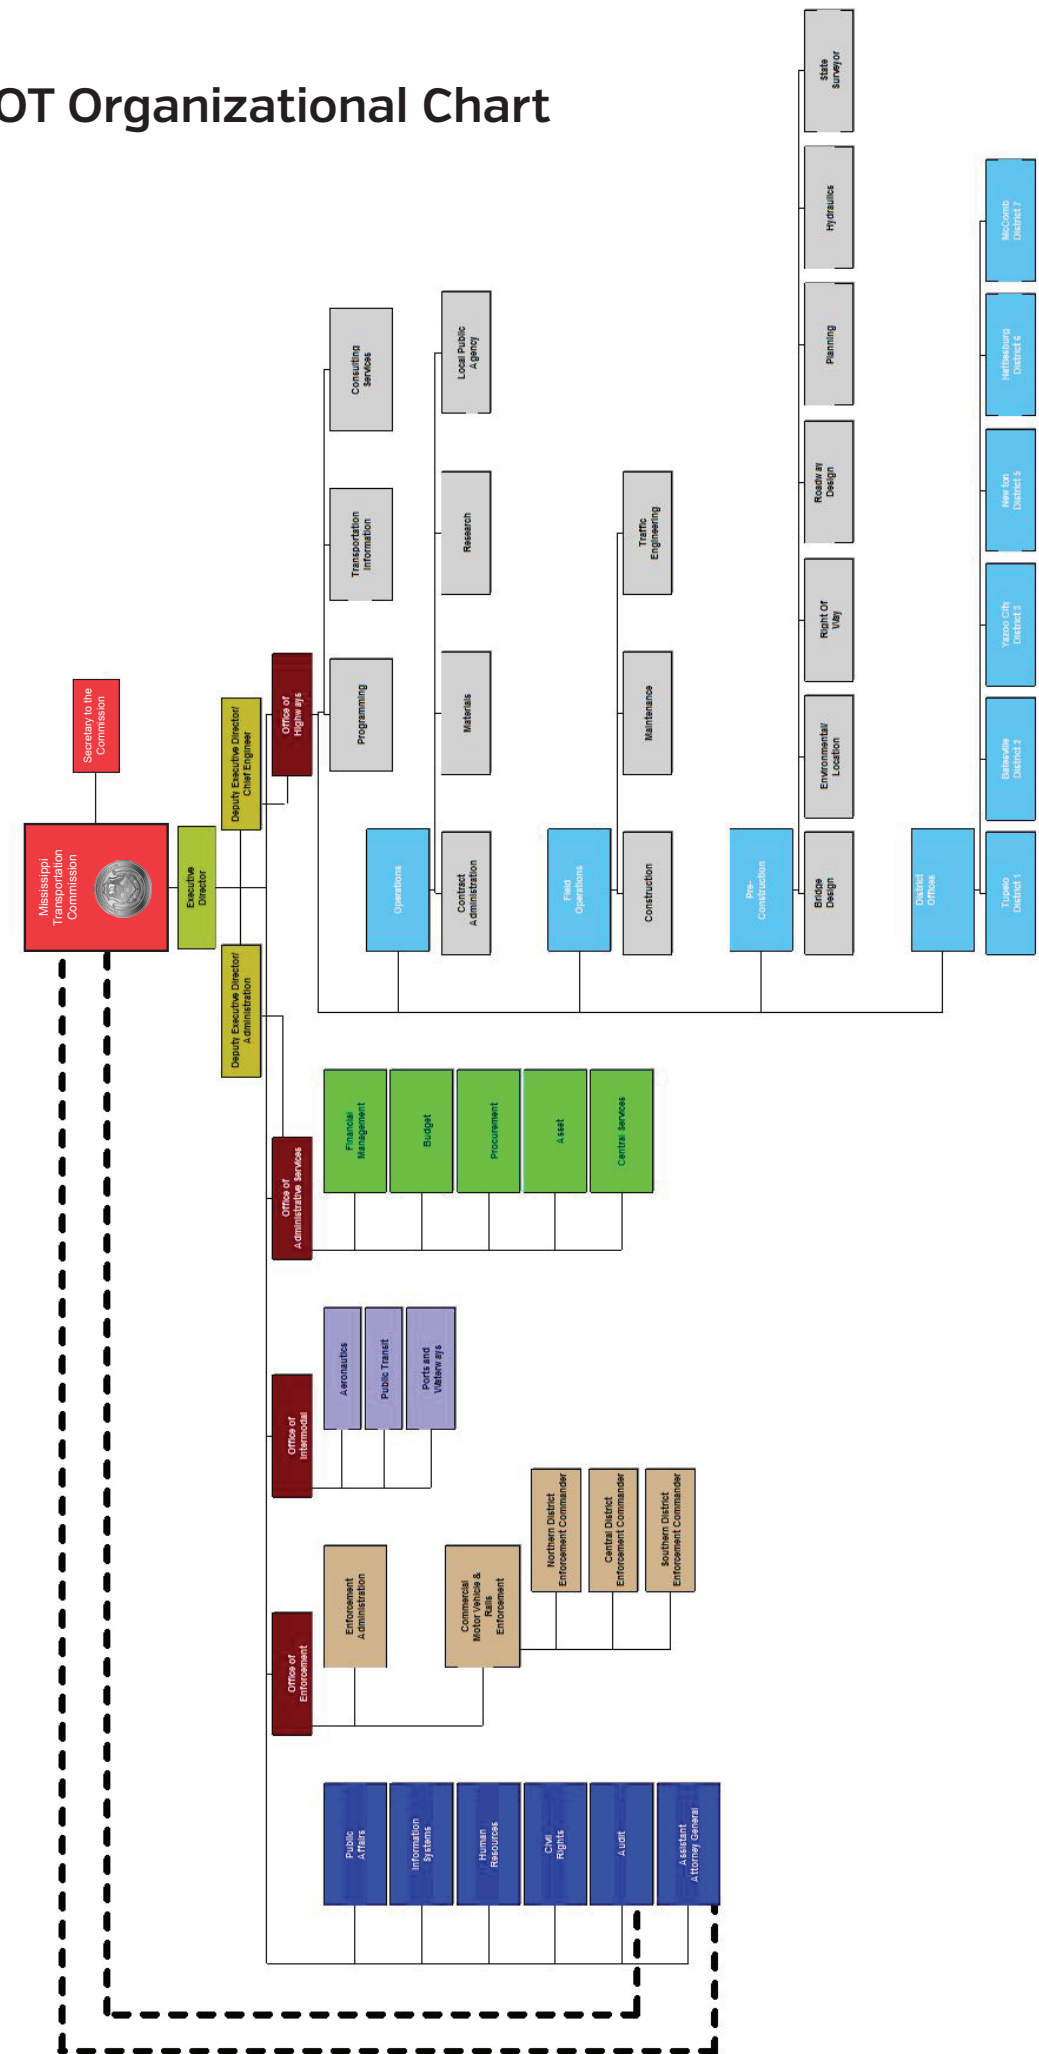 OT Organizational Chart
Mississippi
Transportation
Commission
Secretary to the
Commission
Executive
Director
Deputy Executive Director/
Administration
Deputy Executive Director/
Chief Engineer
Public
Affairs
Information
Systems
Human
Resources
Civil
Rights
Audit
Assistant
Attorney General
Office of
Enforcement
Enforcement
Administration
Commercial
Motor Vehicle &
Rails
Enforcement
Northern District
Enforcement Commander
Central District
Enforcement Commander
Southern District
Enforcement Commander
Office of
Intermodal
Aeronautics
Public Transit
Ports and
Waterways
Office of
Administrative Services
Financial
Management
Budget
Procurement
Asset
Central Services
Office of
Highways
Programming
Transportation
Information
Consulting
Services
Operations
Contract
Administration
Materials
Research
Local Public
Agency
Field
Operations
Construction
Maintenance
Traffic
Engineering
Pre-
Construction
Bridge
Design
Environmental/
Location
Right Of
Way
Roadway
Design
Planning
Hydraulics
State
Surveyor
District
Offices
Tupelo
District 1
Batesville
District 2
Yazoo City
District 3
Newton
District 5
Hattiesburg
District 6
McComb
District 7